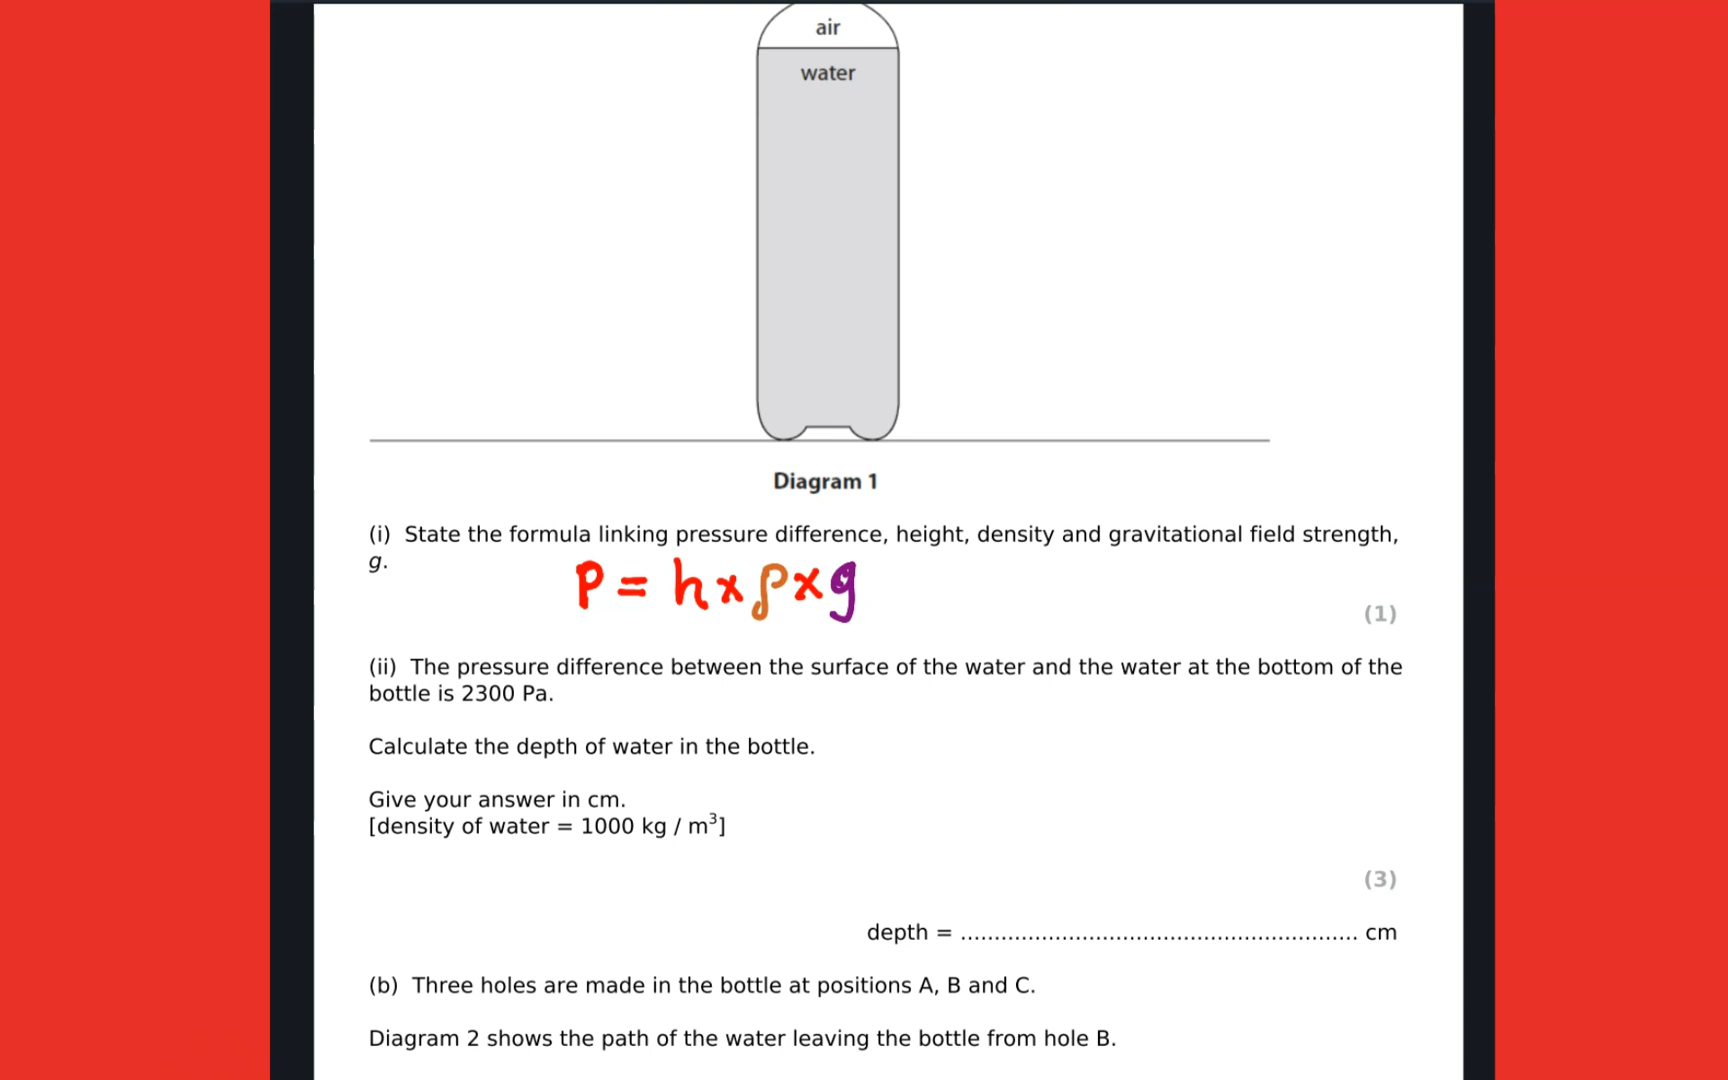 air
water
Diagram 1
(i) State the formula linking pressure difference, height, density and gravitational field strength,
g.
P = h x ρ x g
(1)
(ii) The pressure difference between the surface of the water and the water at the bottom of the
bottle is 2300 Pa.
Calculate the depth of water in the bottle.
Give your answer in cm.
[density of water = 1000 kg / m³]
(3)
depth = ........................................................... cm
(b) Three holes are made in the bottle at positions A, B and C.
Diagram 2 shows the path of the water leaving the bottle from hole B.